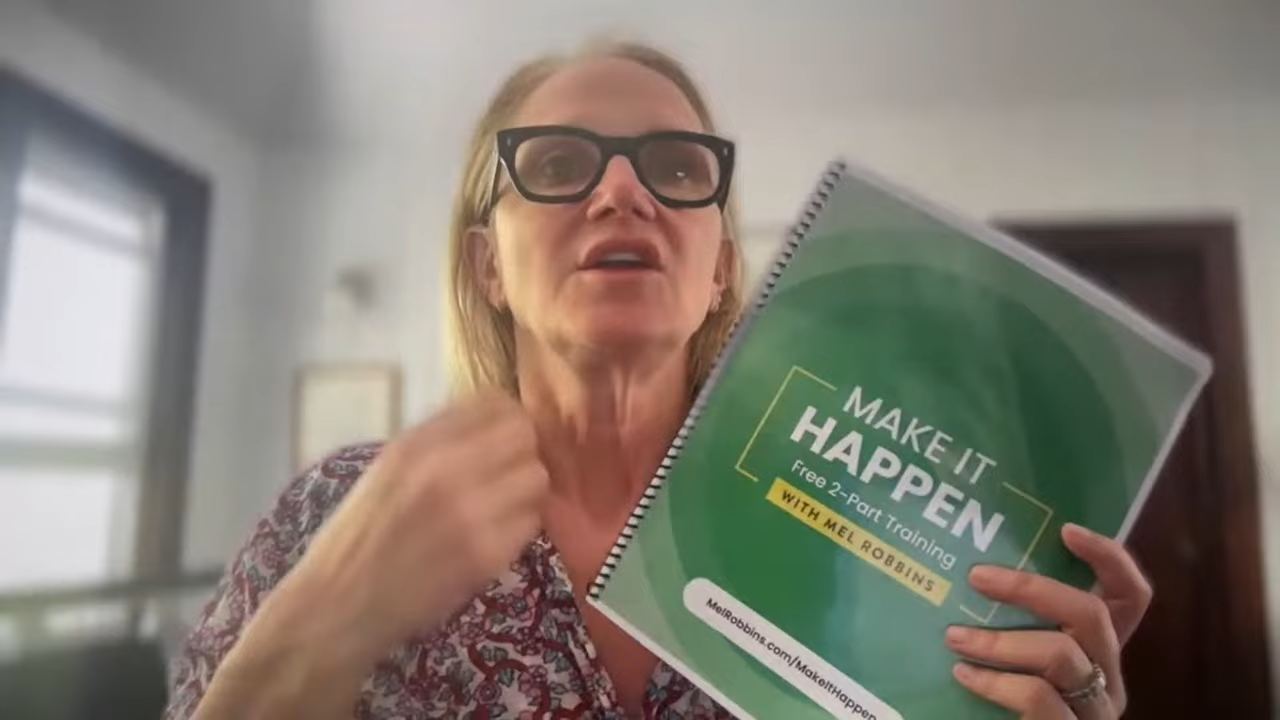 MAKE IT
HAPPEN
Free 2-Part Training
WITH MEL ROBBINS
MelRobbins.com/MakeItHappen